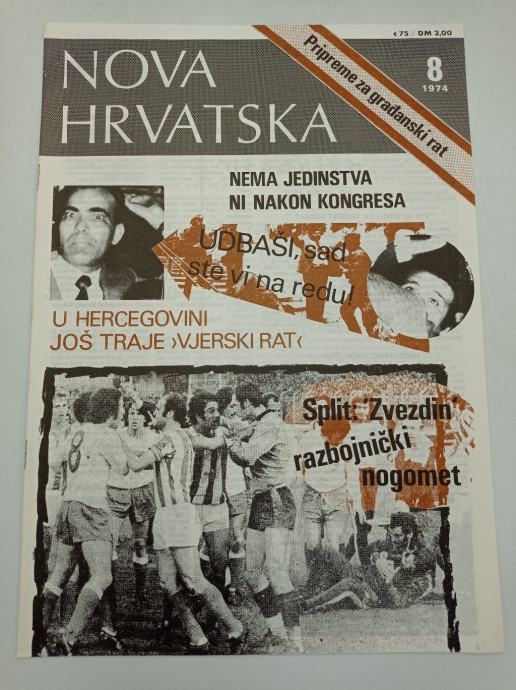 ¢75 / DM 2,00
NOVA
HRVATSKA
Pripreme za građanski rat
8
1974
NEMA JEDINSTVA
NI NAKON KONGRESA
UDBAŠI, sad
ste vi na redu!
U HERCEGOVINI
JOŠ TRAJE ›VJERSKI RAT‹
Split: 'Zvezdin'
razbojnički
nogomet
8